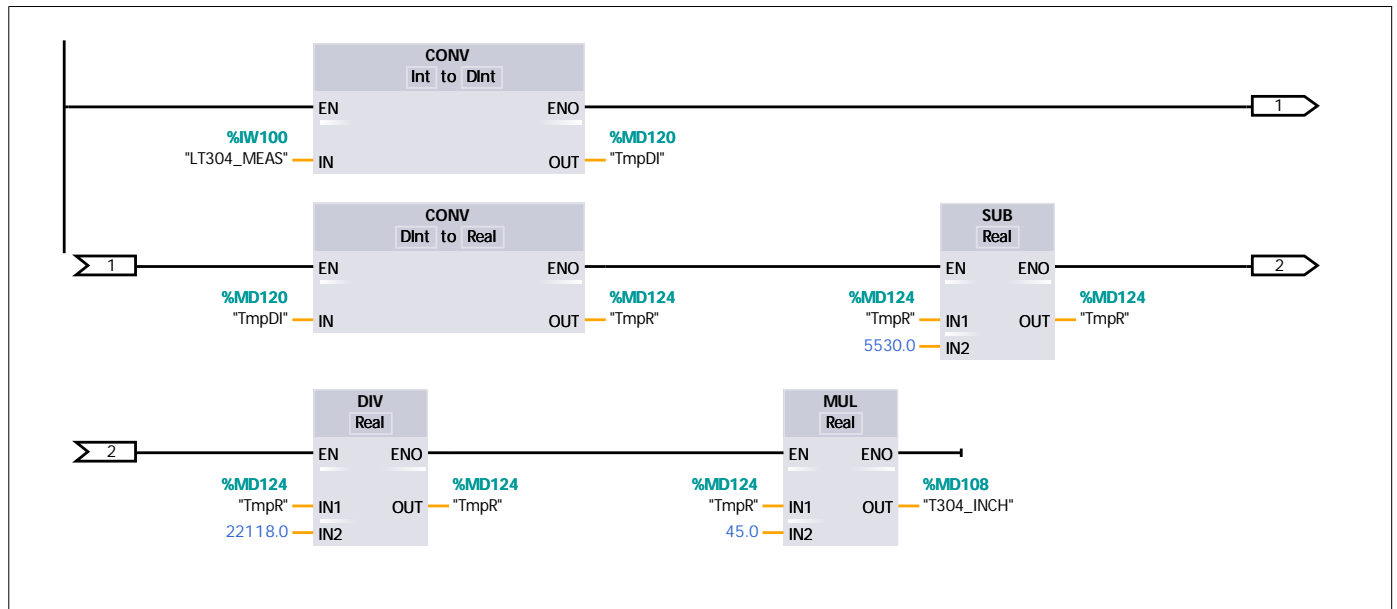 CONV
Int to DInt
EN ENO 1
%IW100 %MD120
"LT304_MEAS" IN OUT "TmpDI"
CONV SUB
DInt to Real Real
1 EN ENO EN ENO 2
%MD120 %MD124 %MD124 %MD124
"TmpDI" IN OUT "TmpR" "TmpR" IN1 OUT "TmpR"
5530.0 IN2
DIV MUL
Real Real
2 EN ENO EN ENO
%MD124 %MD124 %MD124 %MD108
"TmpR" IN1 OUT "TmpR" "TmpR" IN1 OUT "T304_INCH"
22118.0 IN2 45.0 IN2